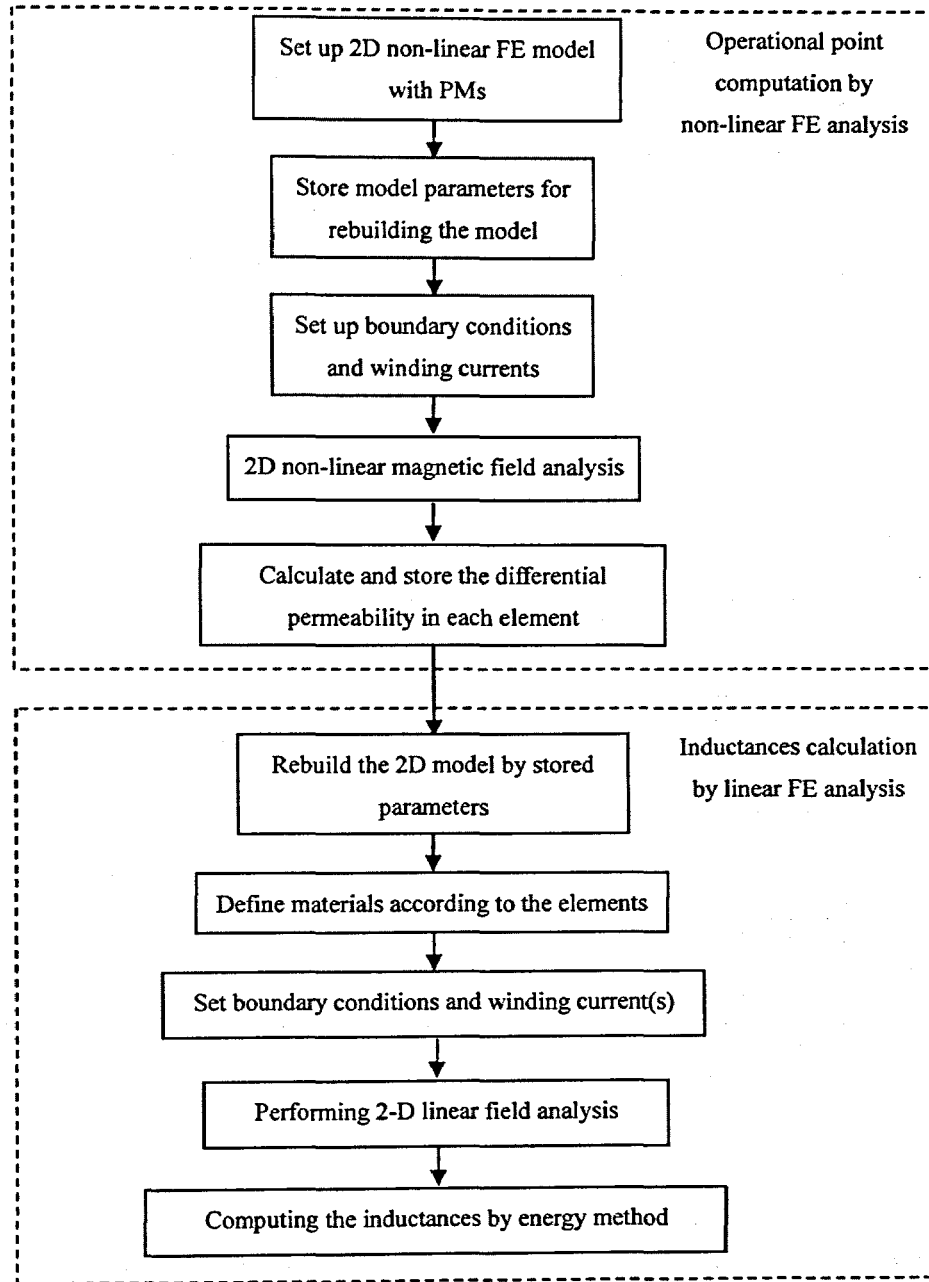 Set up 2D non-linear FE model
with PMs
Operational point
computation by
non-linear FE analysis
Store model parameters for
rebuilding the model
Set up boundary conditions
and winding currents
2D non-linear magnetic field analysis
Calculate and store the differential
permeability in each element
Rebuild the 2D model by stored
parameters
Inductances calculation
by linear FE analysis
Define materials according to the elements
Set boundary conditions and winding current(s)
Performing 2-D linear field analysis
Computing the inductances by energy method